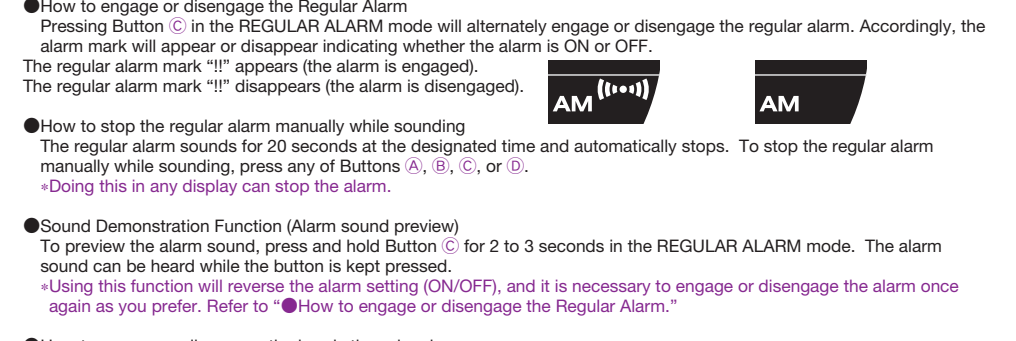 ●How to engage or disengage the Regular Alarm
Pressing Button Ⓒ in the REGULAR ALARM mode will alternately engage or disengage the regular alarm. Accordingly, the
alarm mark will appear or disappear indicating whether the alarm is ON or OFF.
The regular alarm mark “!!” appears (the alarm is engaged).
The regular alarm mark “!!” disappears (the alarm is disengaged).
AM
AM
●How to stop the regular alarm manually while sounding
The regular alarm sounds for 20 seconds at the designated time and automatically stops. To stop the regular alarm
manually while sounding, press any of Buttons Ⓐ, Ⓑ, Ⓒ, or Ⓓ.
*Doing this in any display can stop the alarm.
●Sound Demonstration Function (Alarm sound preview)
To preview the alarm sound, press and hold Button Ⓒ for 2 to 3 seconds in the REGULAR ALARM mode. The alarm
sound can be heard while the button is kept pressed.
*Using this function will reverse the alarm setting (ON/OFF), and it is necessary to engage or disengage the alarm once
again as you prefer. Refer to “●How to engage or disengage the Regular Alarm.”